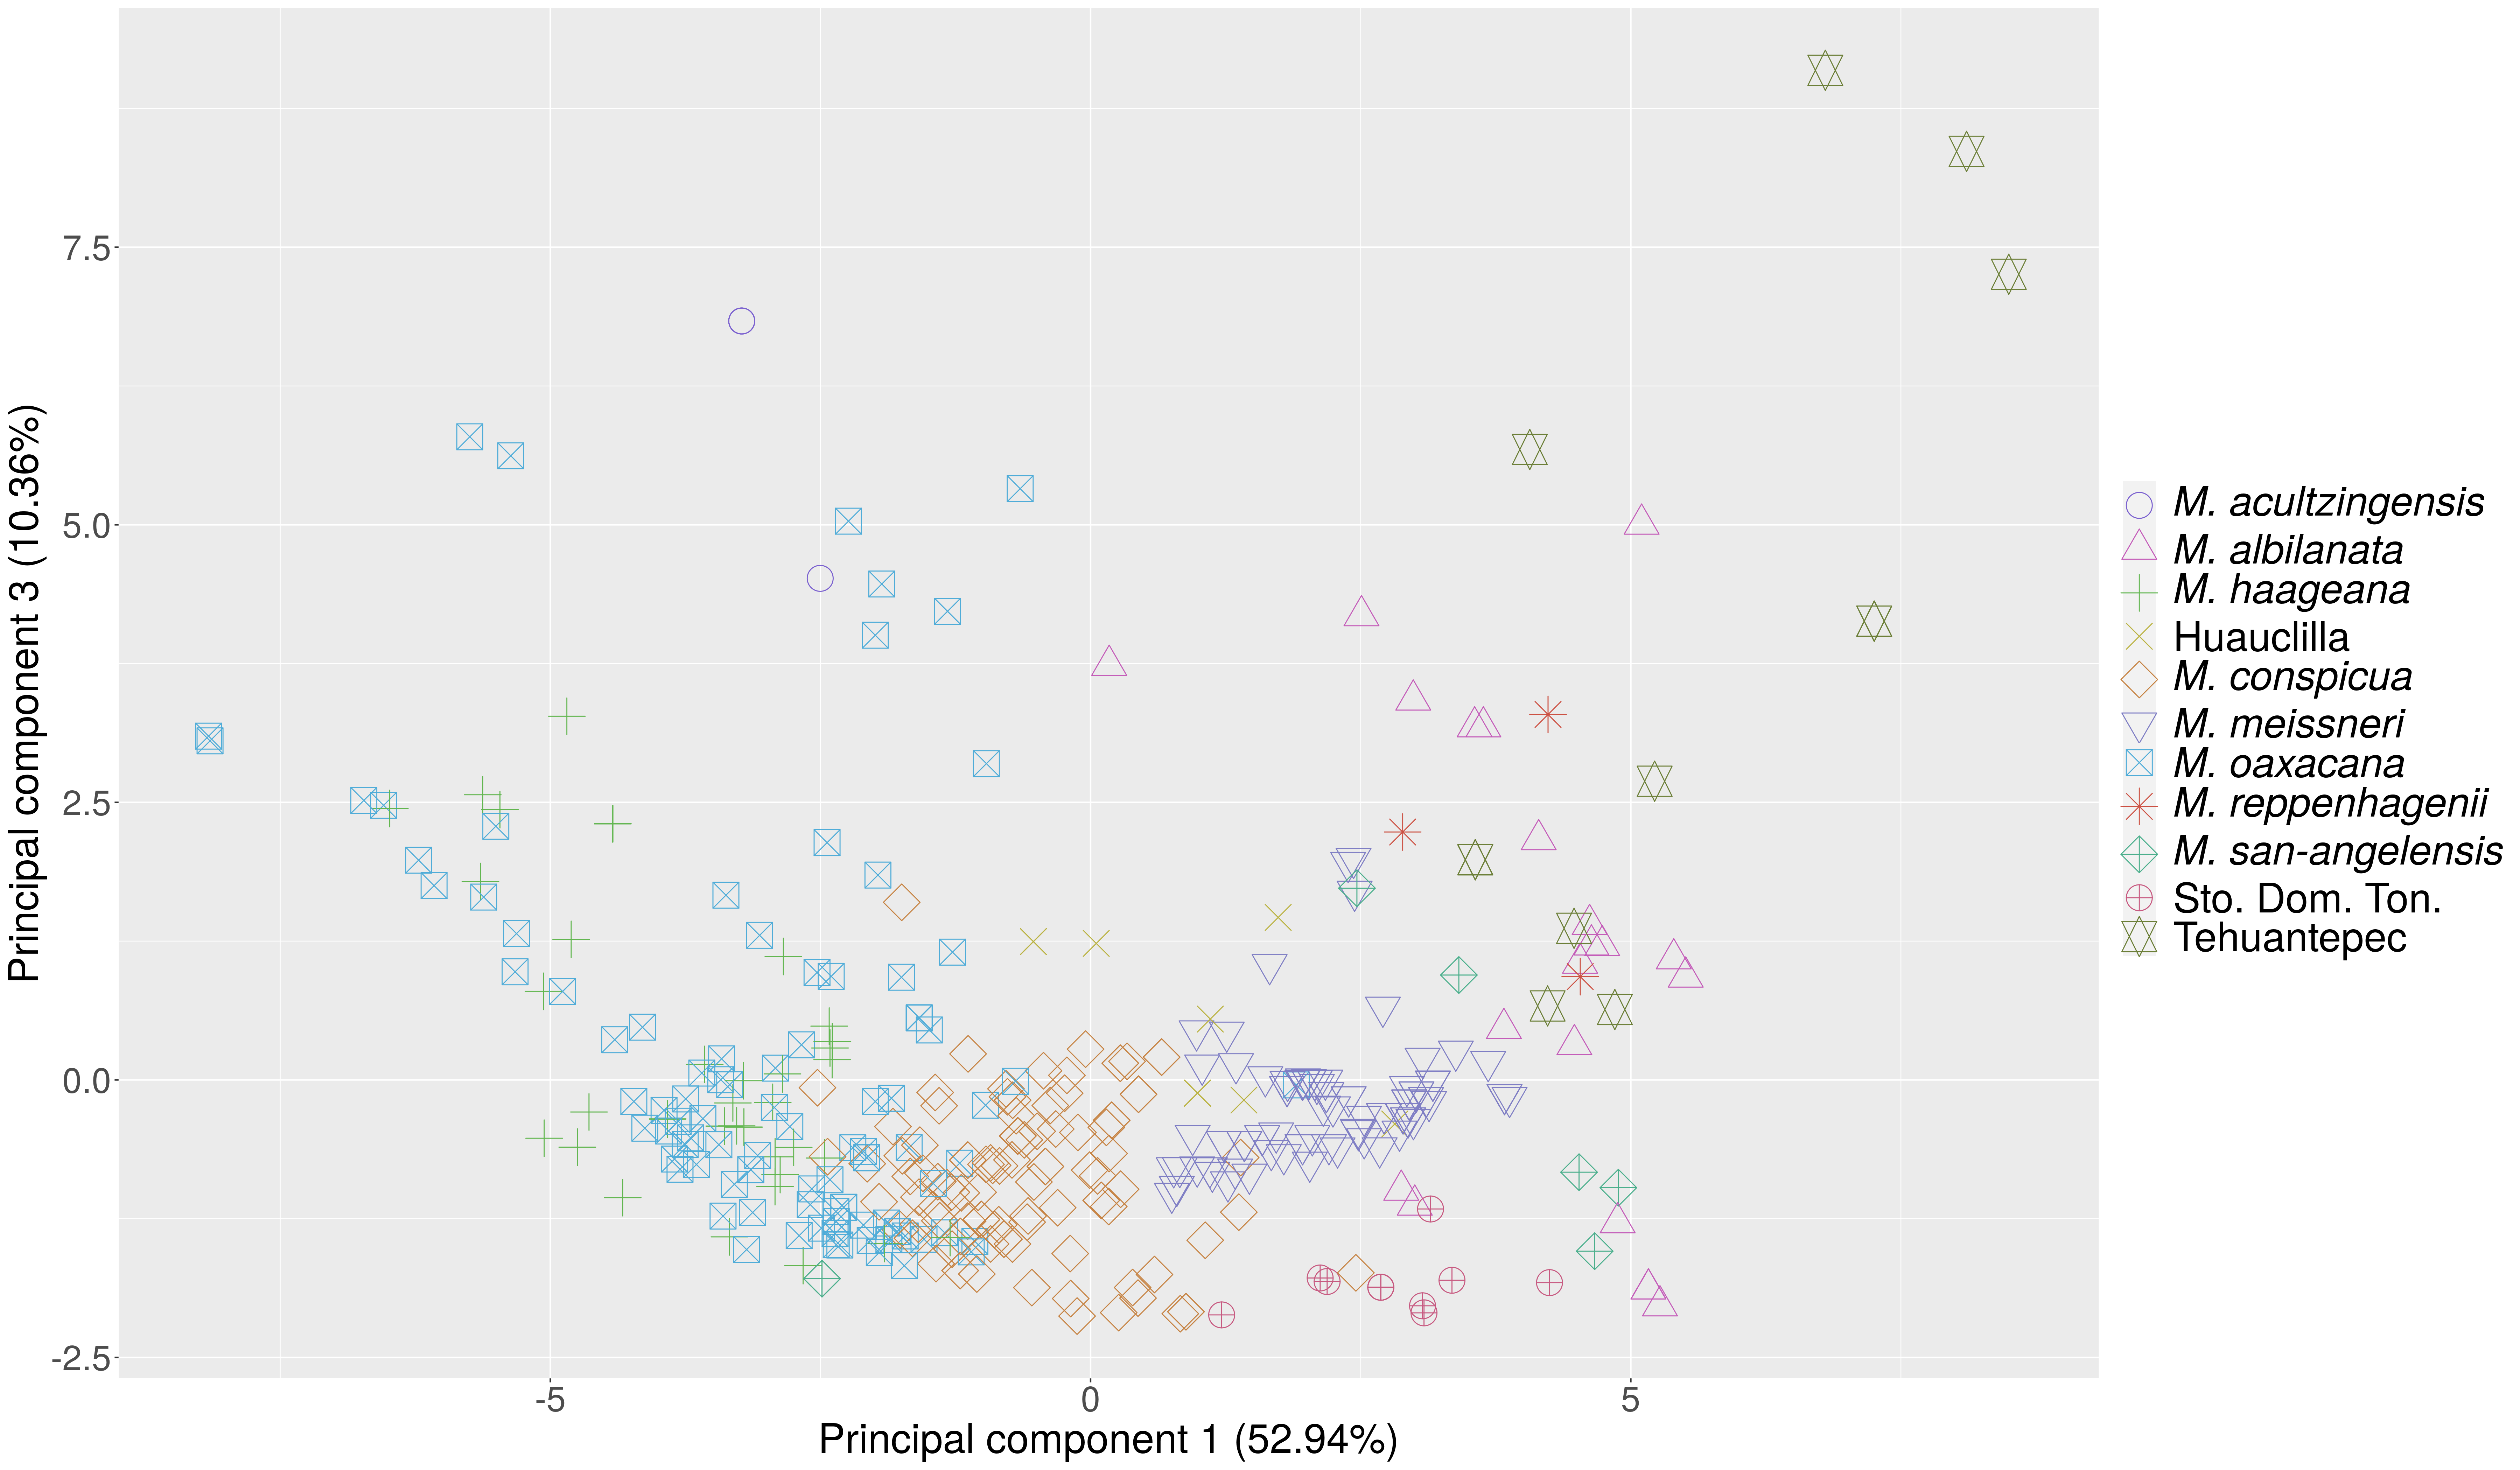 7.5
5.0
2.5
0.0
-2.5
Principal component 3 (10.36%)
-5
0
5
Principal component 1 (52.94%)
M. acultzingensis
M. albilanata
M. haageana
Huauclilla
M. conspicua
M. meissneri
M. oaxacana
M. reppenhagenii
M. san-angelensis
Sto. Dom. Ton.
Tehuantepec